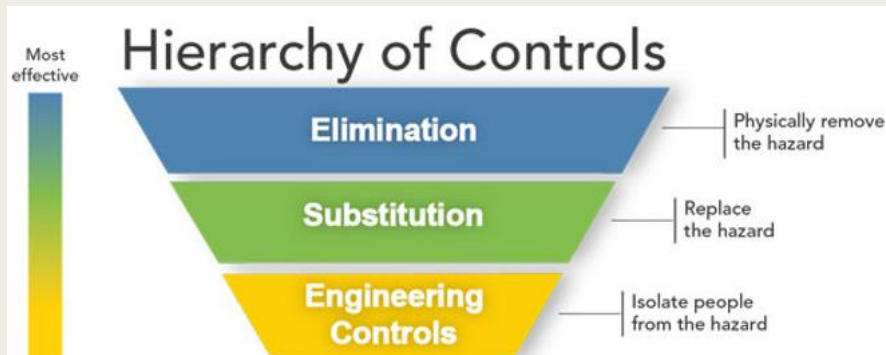 Hierarchy of Controls
Most
effective
Elimination
Physically remove
the hazard
Substitution
Replace
the hazard
Engineering
Controls
Isolate people
from the hazard